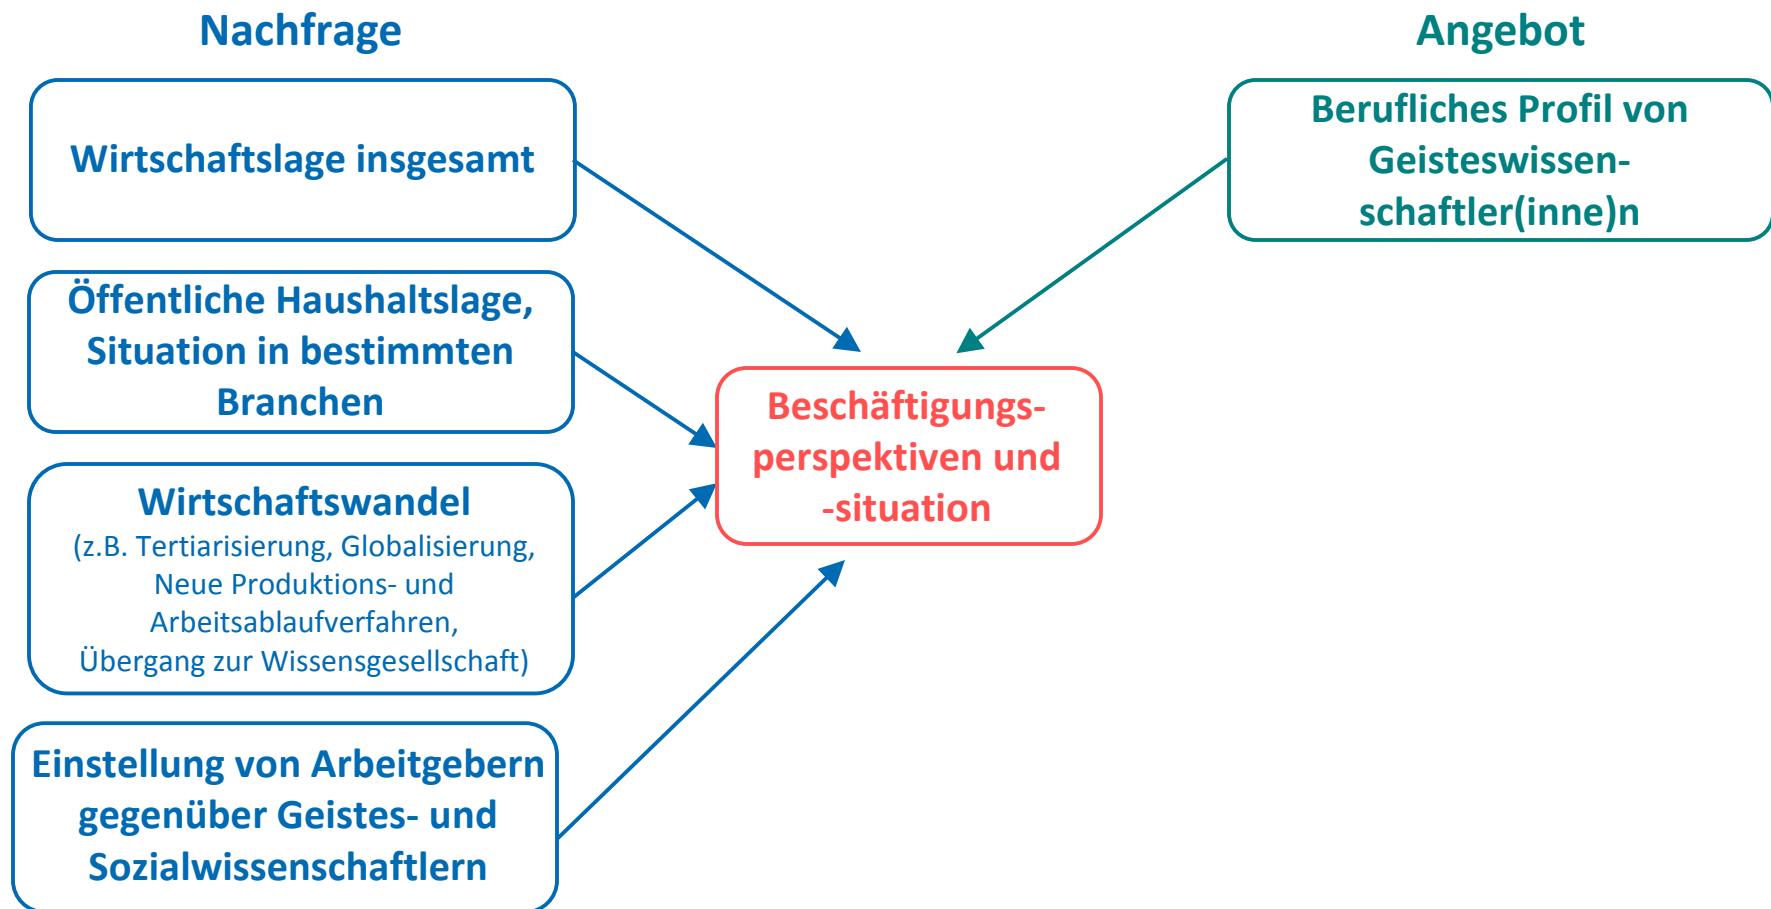 Nachfrage
Wirtschaftslage insgesamt
Öffentliche Haushaltslage,
Situation in bestimmten
Branchen
Wirtschaftswandel
(z.B. Tertiarisierung, Globalisierung,
Neue Produktions- und
Arbeitsablaufverfahren,
Übergang zur Wissensgesellschaft)
Einstellung von Arbeitgebern
gegenüber Geistes- und
Sozialwissenschaftlern
Beschäftigungs-
perspektiven und
-situation
Angebot
Berufliches Profil von
Geisteswissen-
schaftler(inne)n